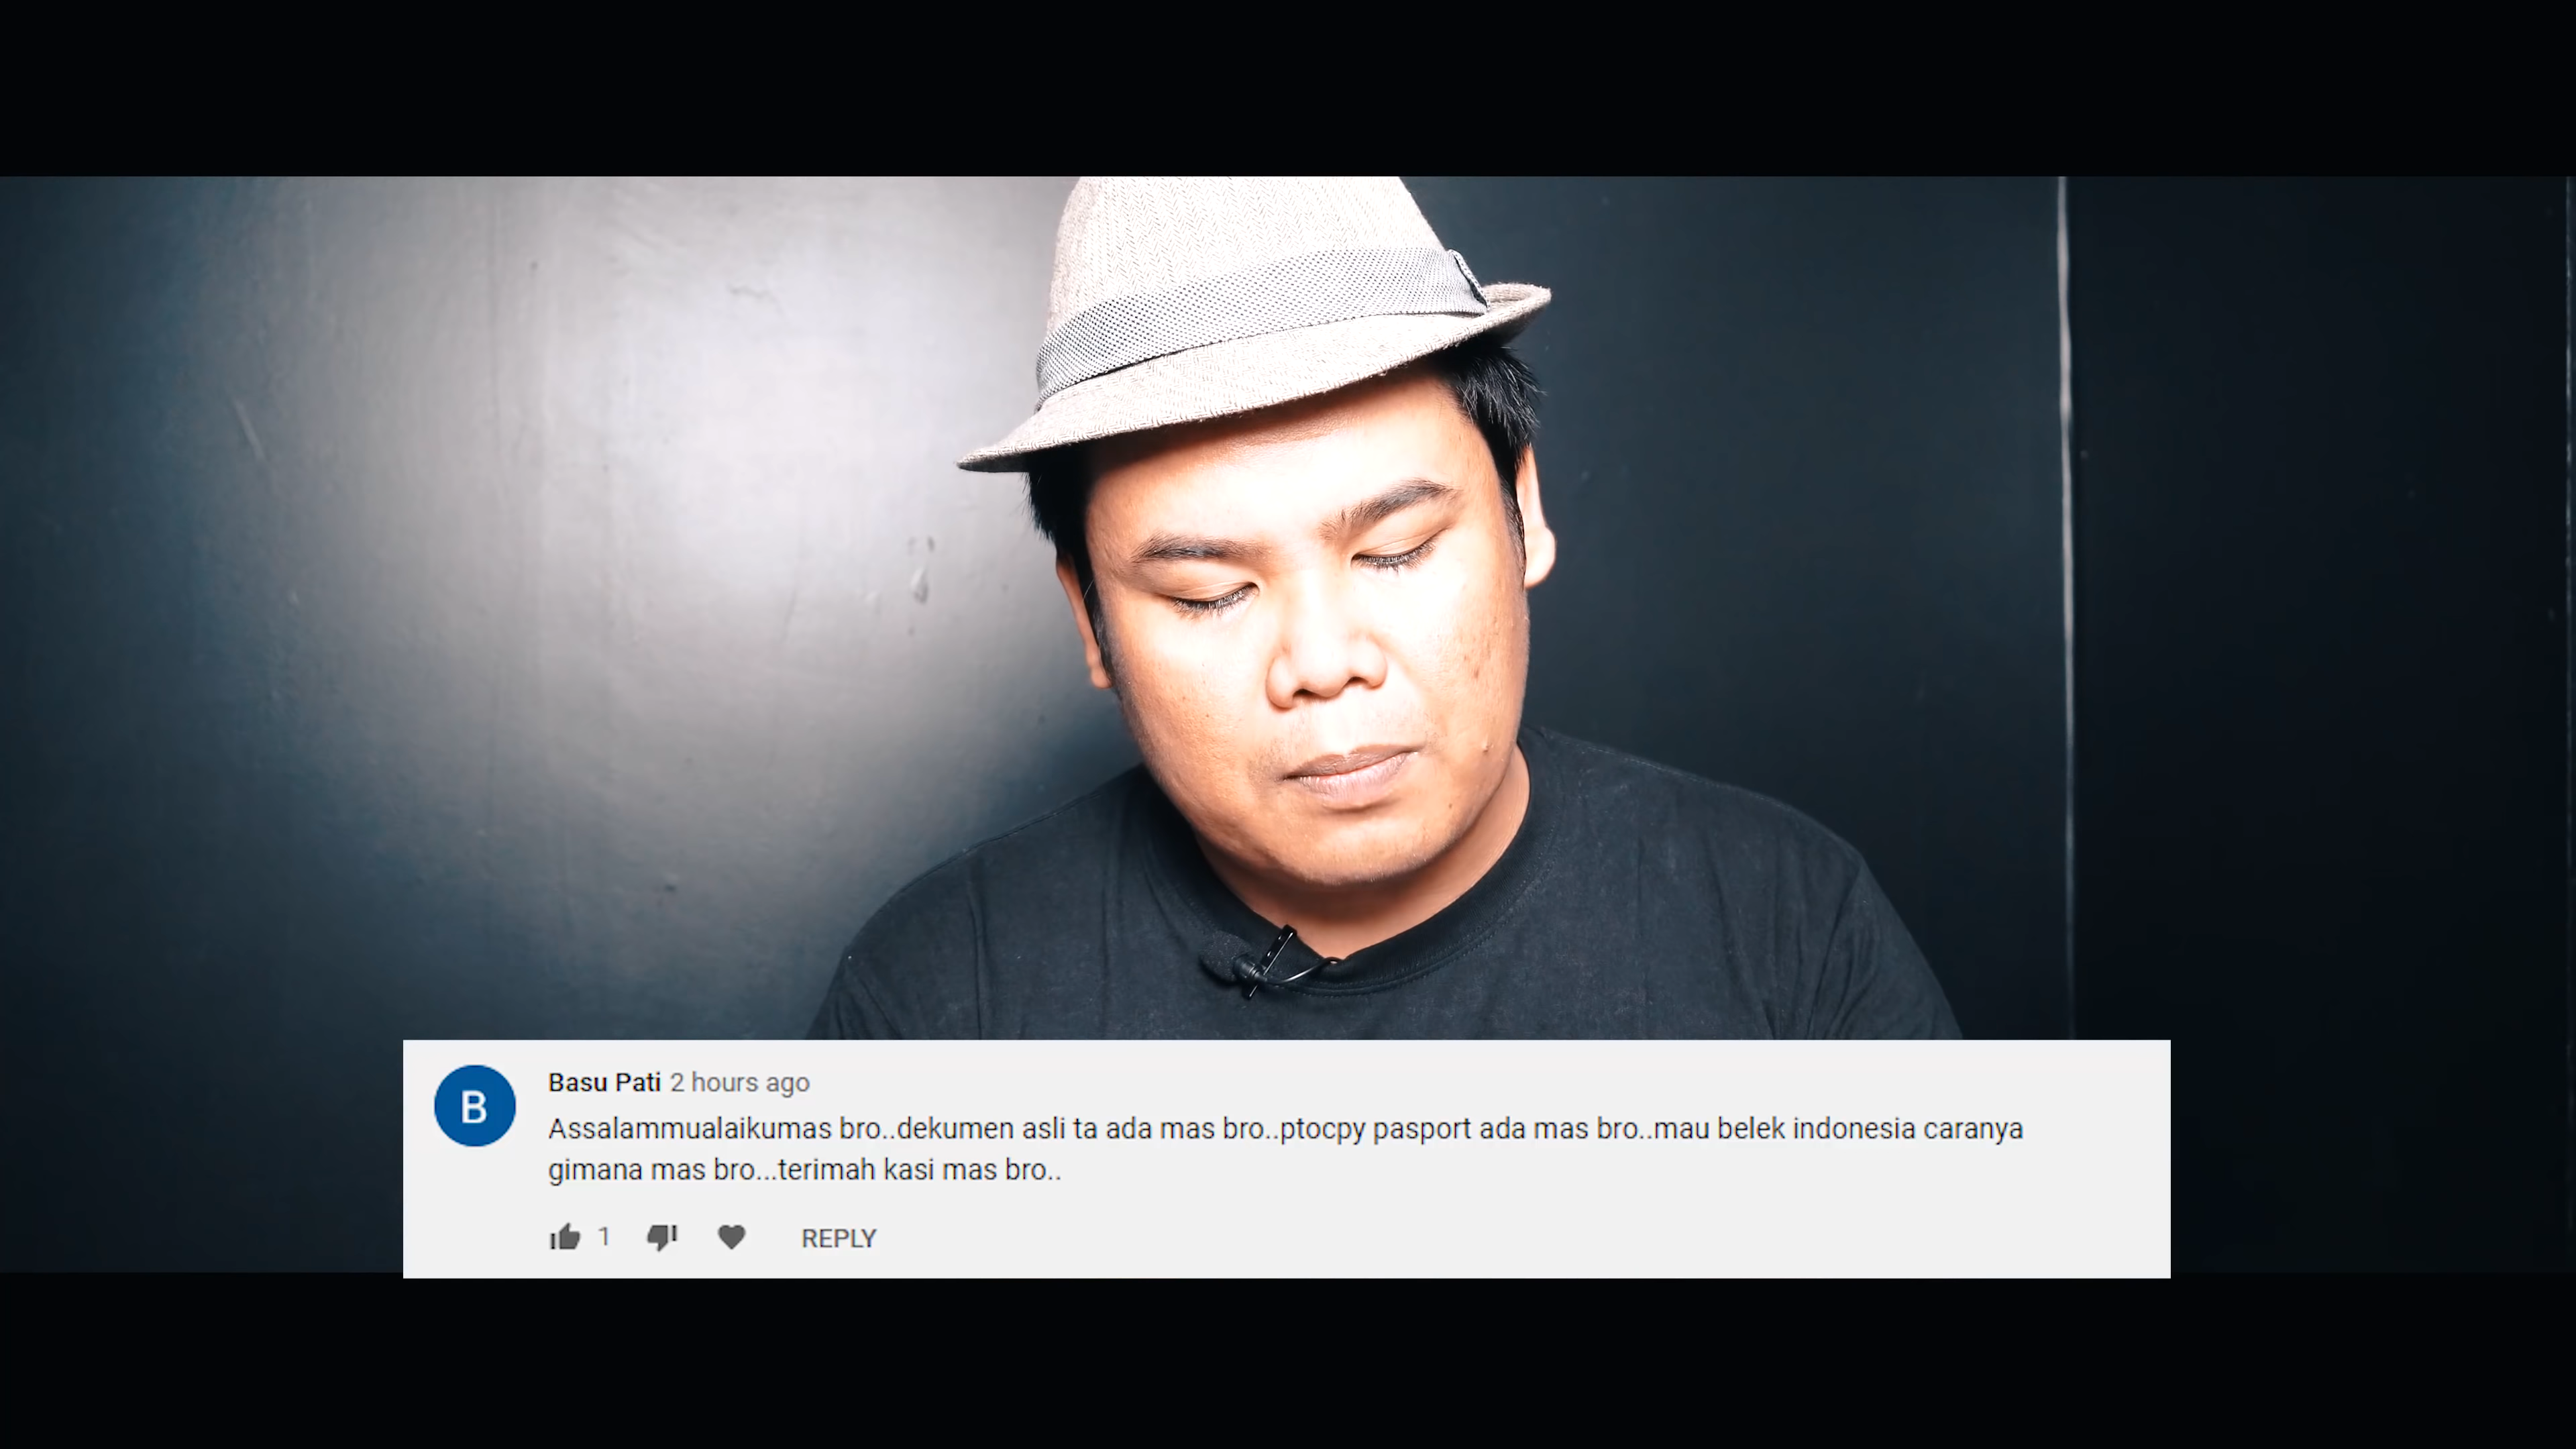 B
Basu Pati 2 hours ago
Assalammualaikumas bro..dekumen asli ta ada mas bro..ptocpy pasport ada mas bro..mau belek indonesia caranya
gimana mas bro...terimah kasi mas bro..
1 REPLY